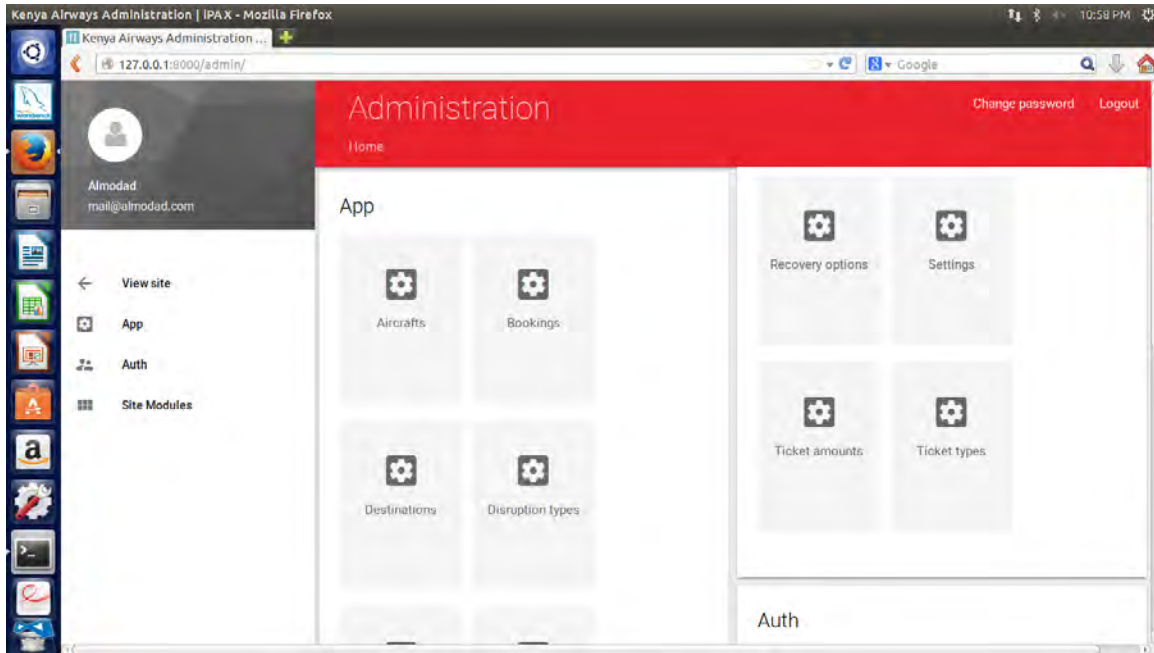 Kenya Airways Administration | iPAX - Mozilla Firefox
10:58 PM
Kenya Airways Administration ...
127.0.0.1:8000/admin/
Google
Workbench
Administration
Change password
Logout
Home
Almodad
mail@almodad.com
View site
App
Auth
Site Modules
App
Aircrafts
Bookings
Destinations
Disruption types
Recovery options
Settings
Ticket amounts
Ticket types
Auth